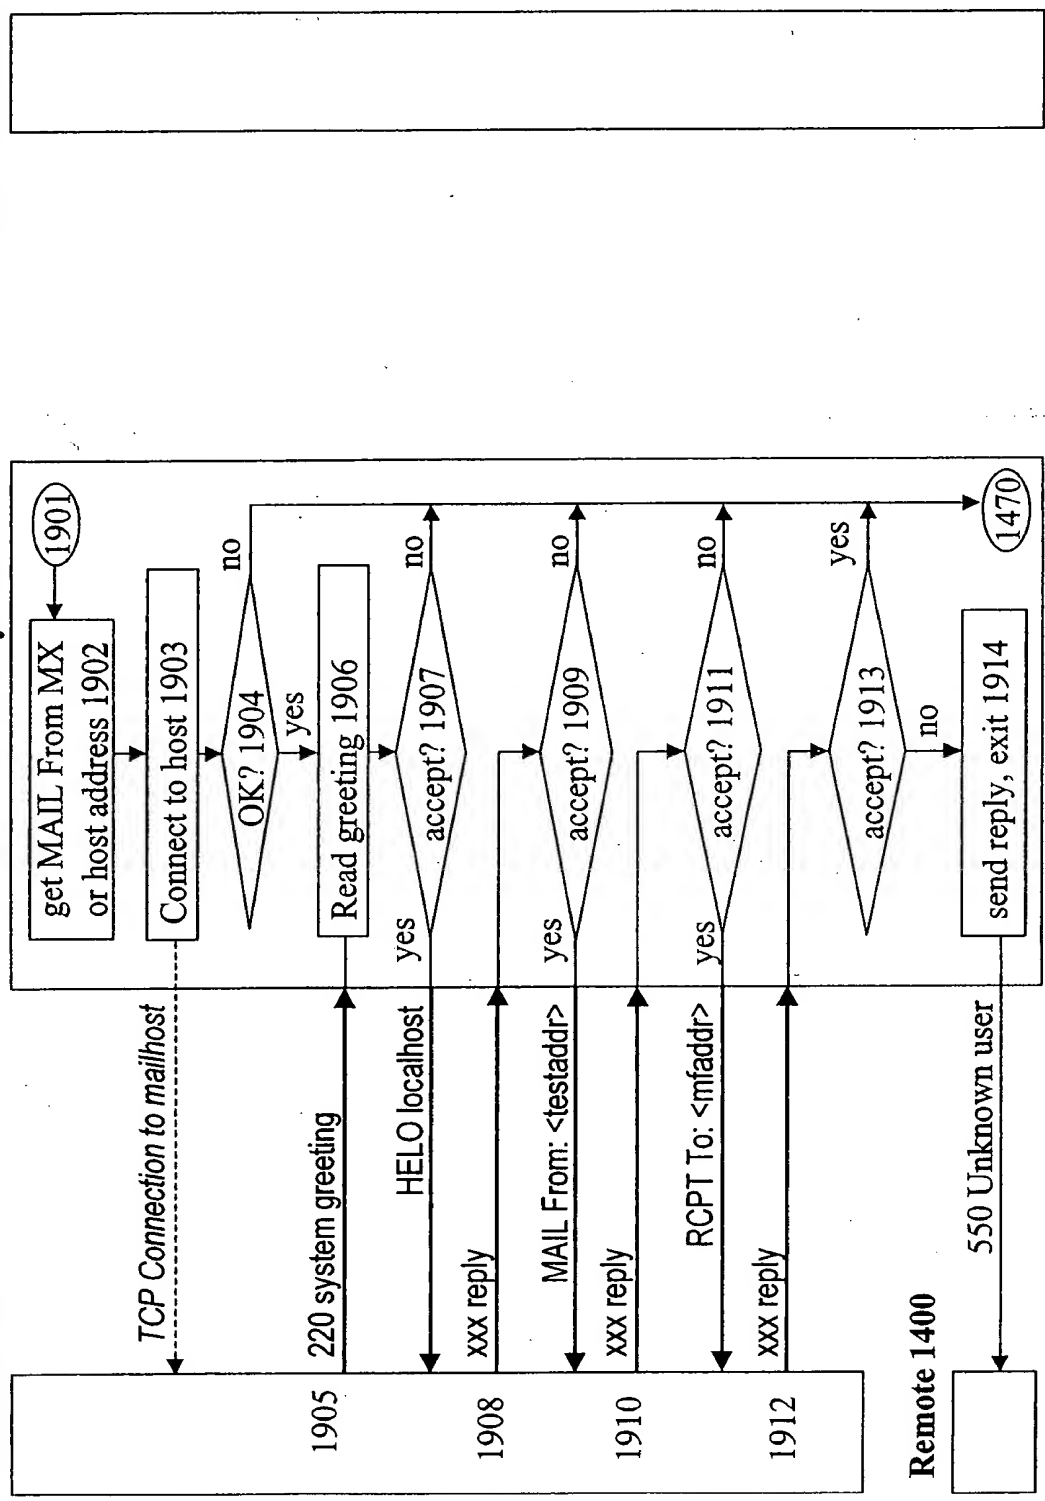 1901
get MAIL From MX
or host address 1902
TCP Connection to mailhost
Connect to host 1903
OK? 1904
no
yes
1905
220 system greeting
Read greeting 1906
HELO localhost
yes
accept? 1907
no
1908
xxx reply
MAIL From: <testaddr>
yes
accept? 1909
no
1910
xxx reply
RCPT To: <mfaddr>
yes
accept? 1911
no
1912
xxx reply
accept? 1913
yes
no
Remote 1400
550 Unknown user
send reply, exit 1914
1470